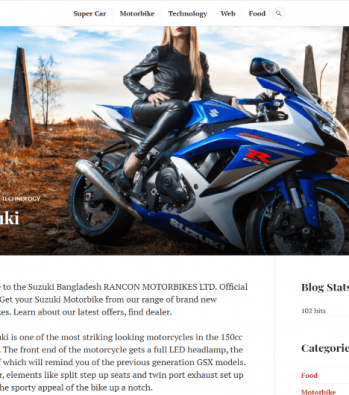 Super Car Motorbike Technology Web Food
TECHNOLOGY
uki
R
SUZUKI
e to the Suzuki Bangladesh RANCON MOTORBIKES LTD. Official
Get your Suzuki Motorbike from our range of brand new
kes. Learn about our latest offers, find dealer.
Blog Stats
102 hits
ki is one of the most striking looking motorcycles in the 150cc
. The front end of the motorcycle gets a full LED headlamp, the
f which will remind you of the previous generation GSX models.
r, elements like split step up seats and twin port exhaust set up
he sporty appeal of the bike up a notch.
Categorie
Food
Motorbike